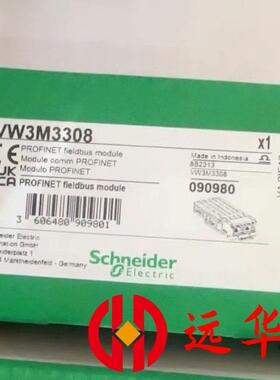 VW3M3308
x1
PROFINET fieldbus module
Module comm PROFINET
Modulo PROFINET
PROFINET fieldbus module
Made in Indonesia
8B2313
VW3M3308
090980
3 606480 909801
Schneider Electric
Schneider
Electric
- Germany
远华